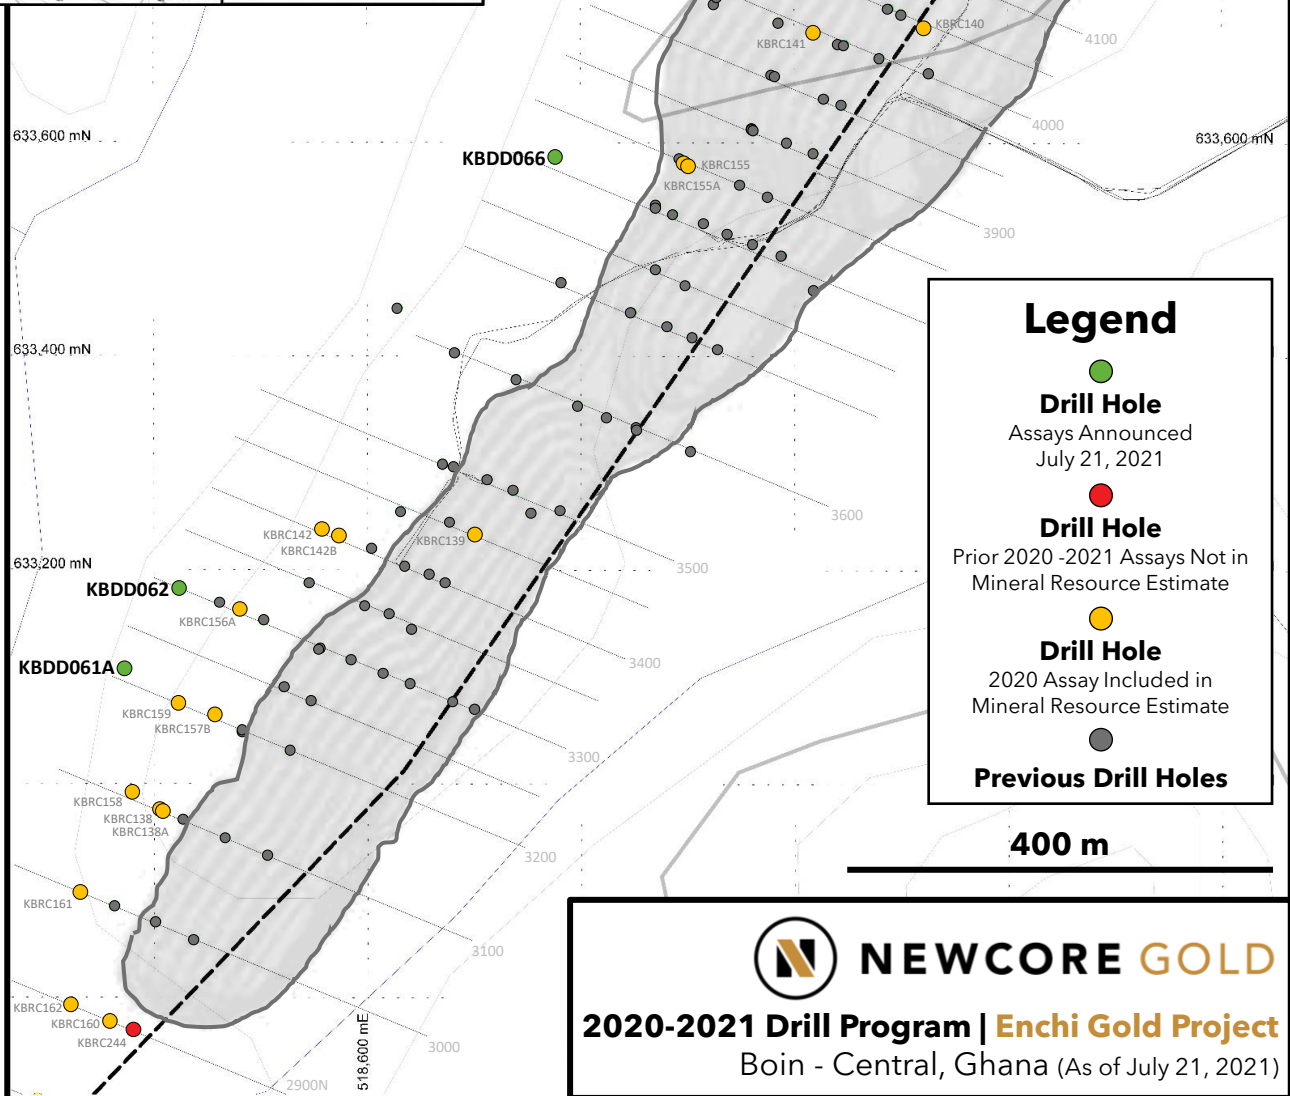 KBRC140
KBRC141
4100
4000
633,600 mN
633,600 mN
KBDD066
KBRC155
KBRC155A
3900
633,400 mN
Legend
Drill Hole
Assays Announced
July 21, 2021
Drill Hole
Prior 2020 -2021 Assays Not in
Mineral Resource Estimate
Drill Hole
2020 Assay Included in
Mineral Resource Estimate
Previous Drill Holes
3600
KBRC142
KBRC142B
KBRC139
633,200 mN
3500
KBDD062
KBRC156A
3400
KBDD061A
KBRC159
KBRC157B
3300
KBRC158
KBRC138
KBRC138A
3200
400 m
KBRC161
3100
KBRC162
KBRC160
KBRC244
518,600 mE
3000
2900N
NEWCORE GOLD
2020-2021 Drill Program | Enchi Gold Project
Boin - Central, Ghana (As of July 21, 2021)